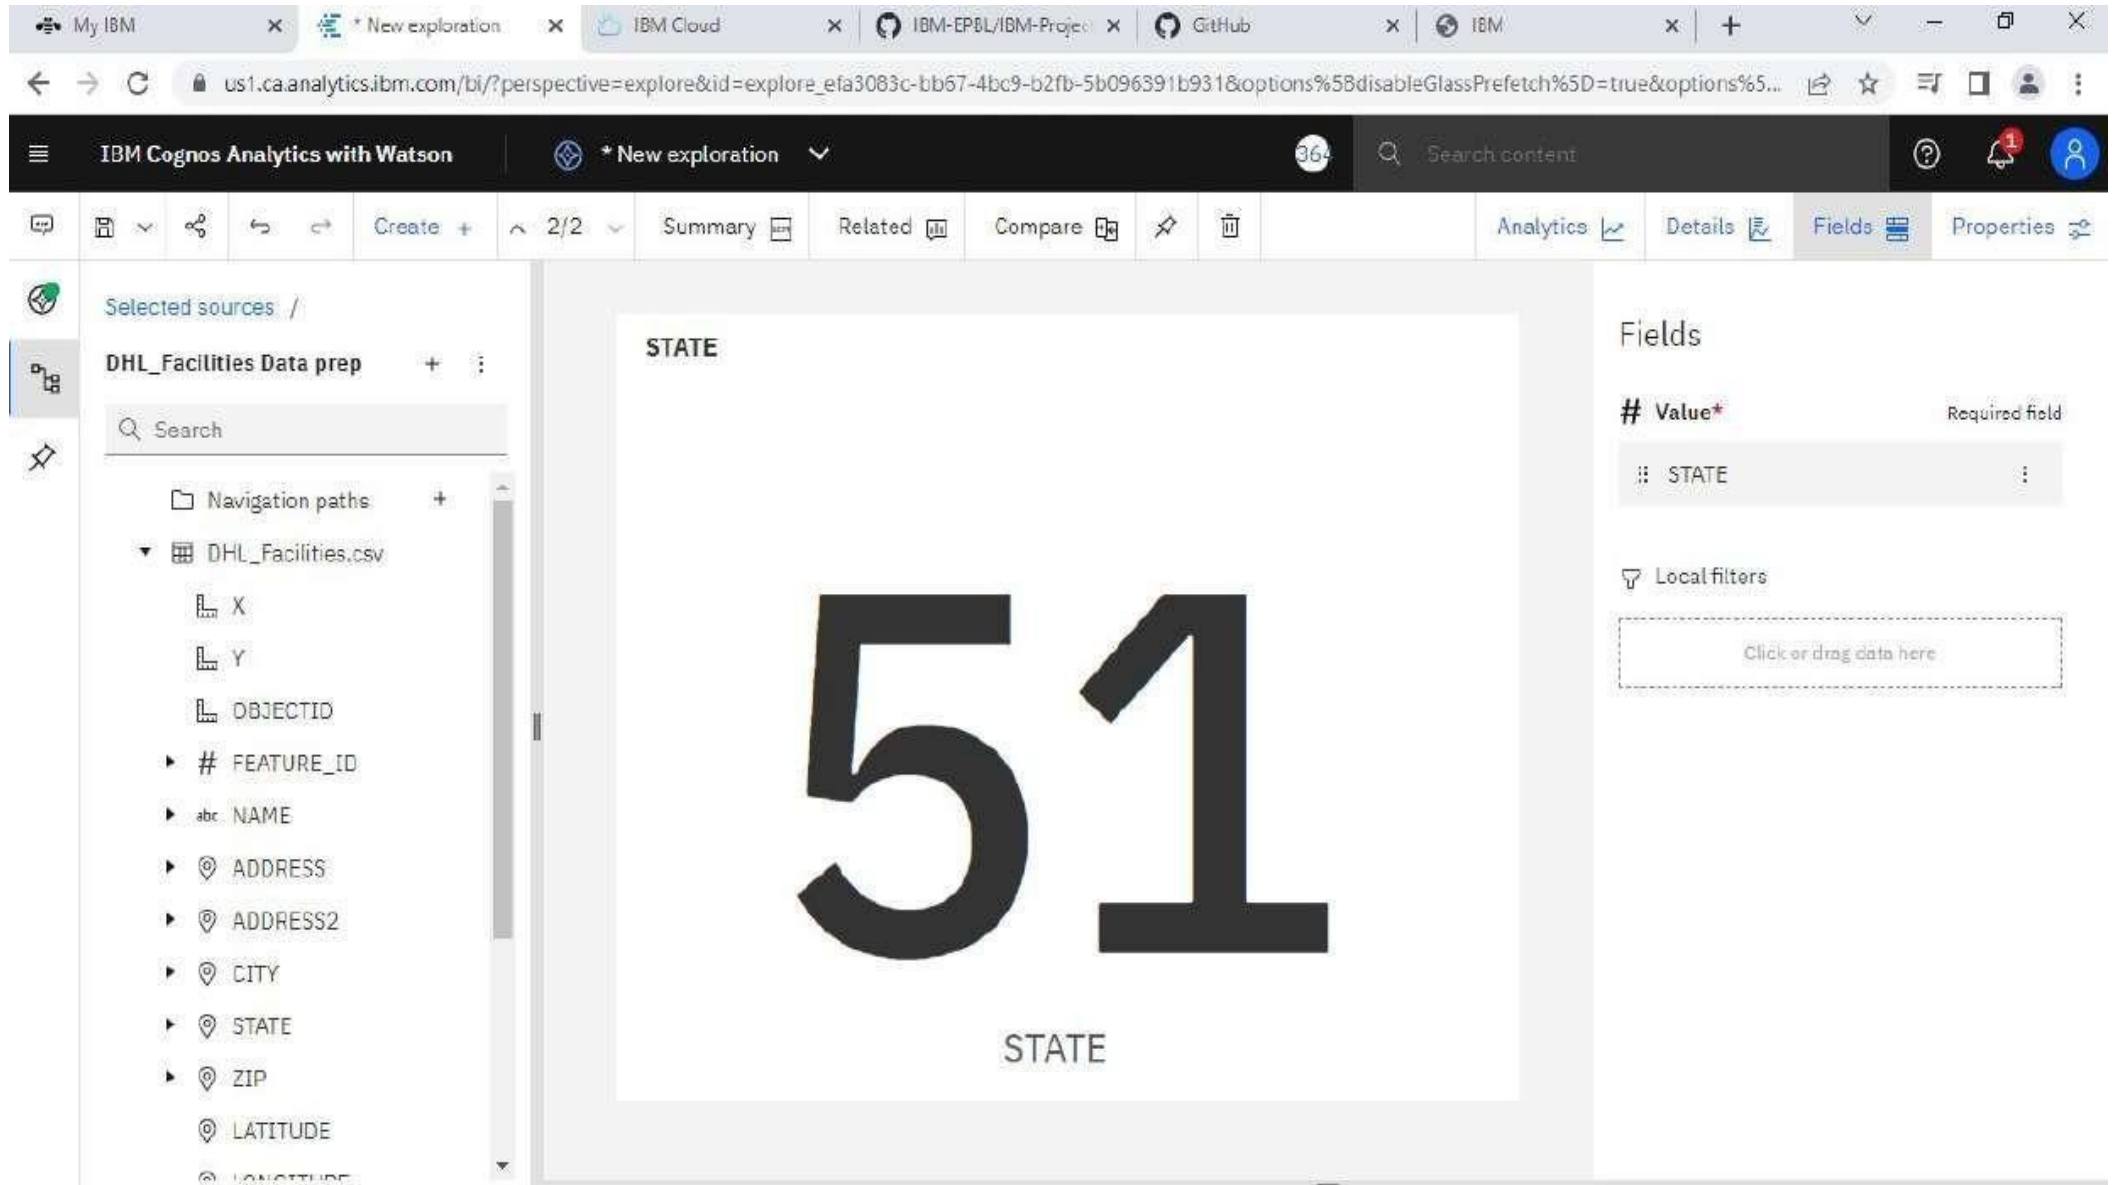 My IBM
* New exploration
IBM Cloud
IBM-EPBL/IBM-Projec
GitHub
IBM
us1.ca.analytics.ibm.com/bi/?perspective=explore&id=explore_efa3083c-bb67-4bc9-b2fb-5b096391b931&options%5BdisableGlassPrefetch%5D=true&options%5...
IBM Cognos Analytics with Watson
* New exploration
364
Search content
1
Create +
2/2
Summary
Related
Compare
Analytics
Details
Fields
Properties
Selected sources /
DHL_Facilities Data prep
Search
Navigation paths
DHL_Facilities.csv
X
Y
OBJECTID
# FEATURE_ID
abc NAME
ADDRESS
ADDRESS2
CITY
STATE
ZIP
LATITUDE
LONGITUDE
STATE
51
STATE
Fields
# Value* Required field
STATE
Local filters
Click or drag data here